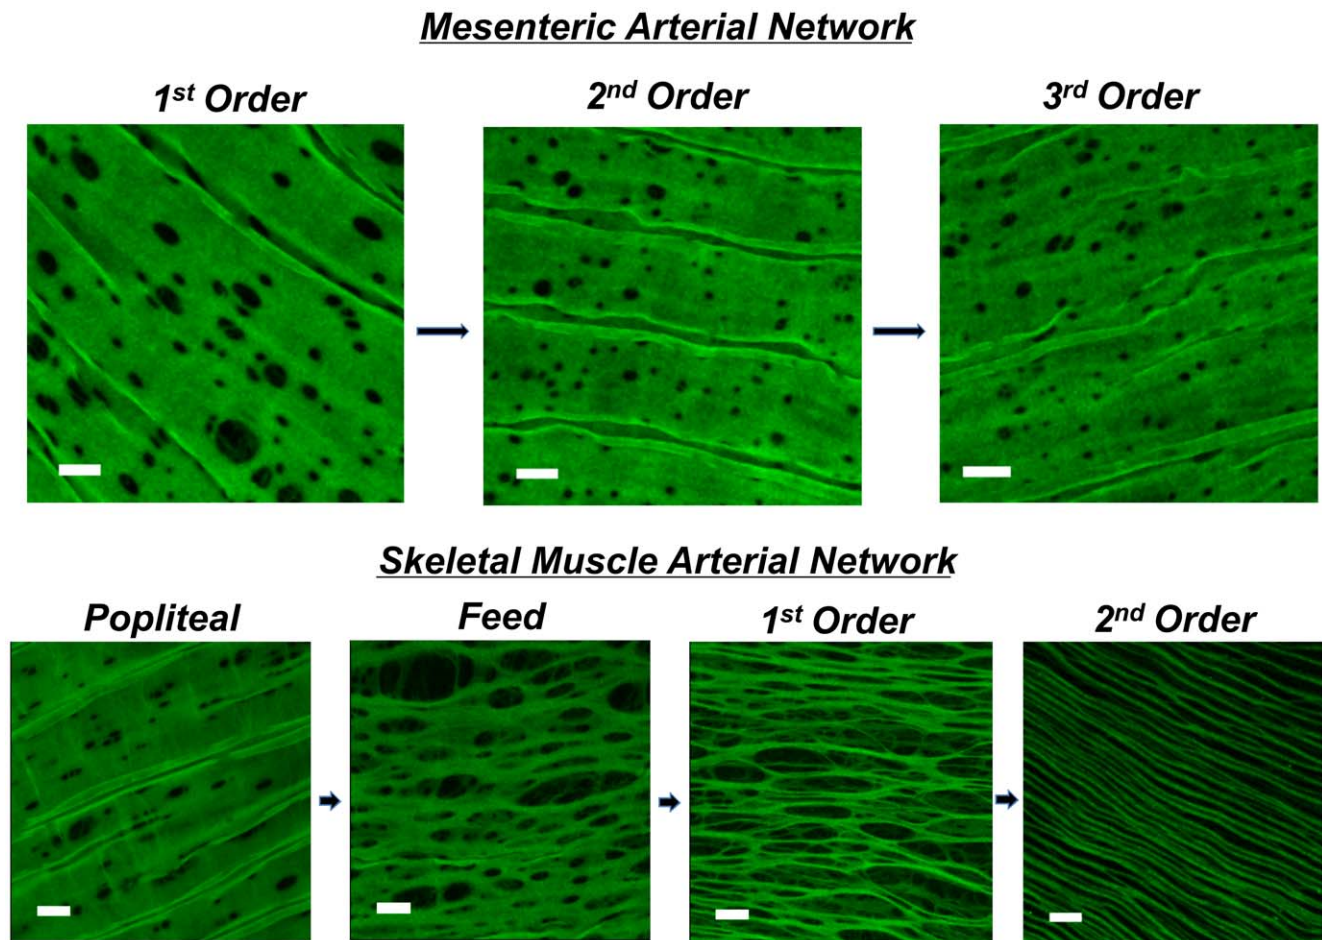 Mesenteric Arterial Network
1st Order
2nd Order
3rd Order
Skeletal Muscle Arterial Network
Popliteal
Feed
1st Order
2nd Order